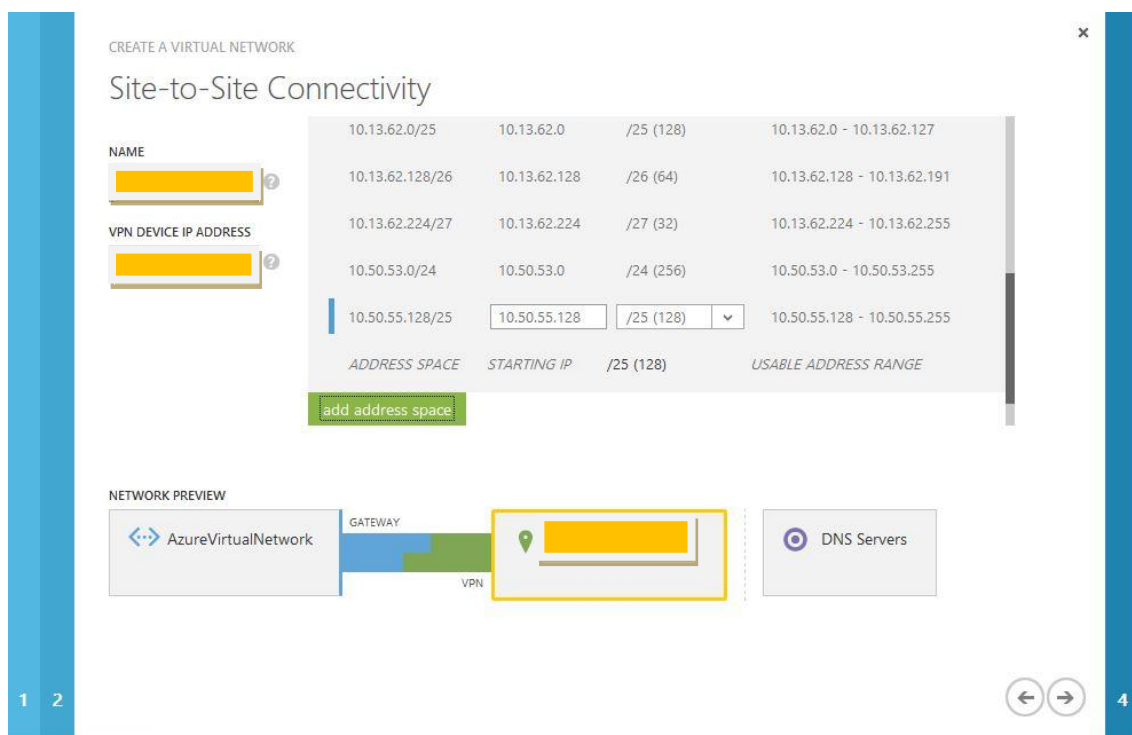 CREATE A VIRTUAL NETWORK
Site-to-Site Connectivity
NAME
VPN DEVICE IP ADDRESS
10.13.62.0/25 10.13.62.0 /25 (128) 10.13.62.0 - 10.13.62.127
10.13.62.128/26 10.13.62.128 /26 (64) 10.13.62.128 - 10.13.62.191
10.13.62.224/27 10.13.62.224 /27 (32) 10.13.62.224 - 10.13.62.255
10.50.53.0/24 10.50.53.0 /24 (256) 10.50.53.0 - 10.50.53.255
10.50.55.128/25 10.50.55.128 /25 (128) 10.50.55.128 - 10.50.55.255
ADDRESS SPACE STARTING IP /25 (128) USABLE ADDRESS RANGE
add address space
NETWORK PREVIEW
AzureVirtualNetwork
GATEWAY
VPN
DNS Servers
1 2
4